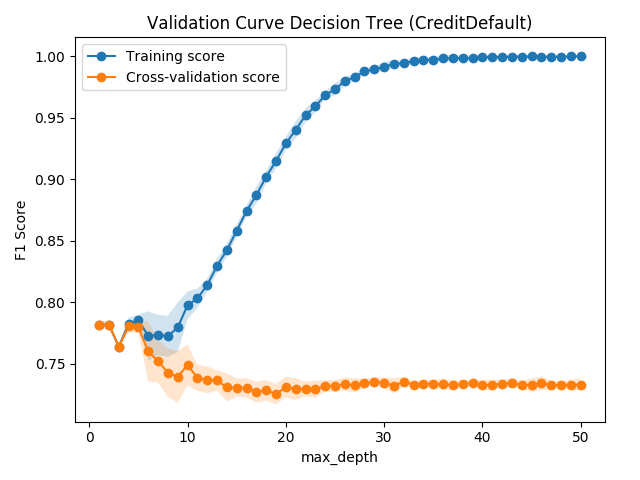 Validation Curve Decision Tree (CreditDefault)
Training score
Cross-validation score
1.00
0.95
0.90
0.85
0.80
0.75
F1 Score
0 10 20 30 40 50
max_depth